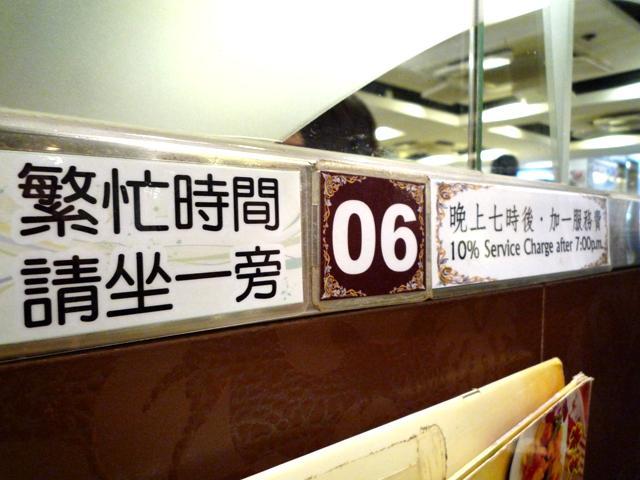 繁忙時間
請坐一旁
06
晚上七時後·加一服務費
10% Service Charge after 7:00p.m.